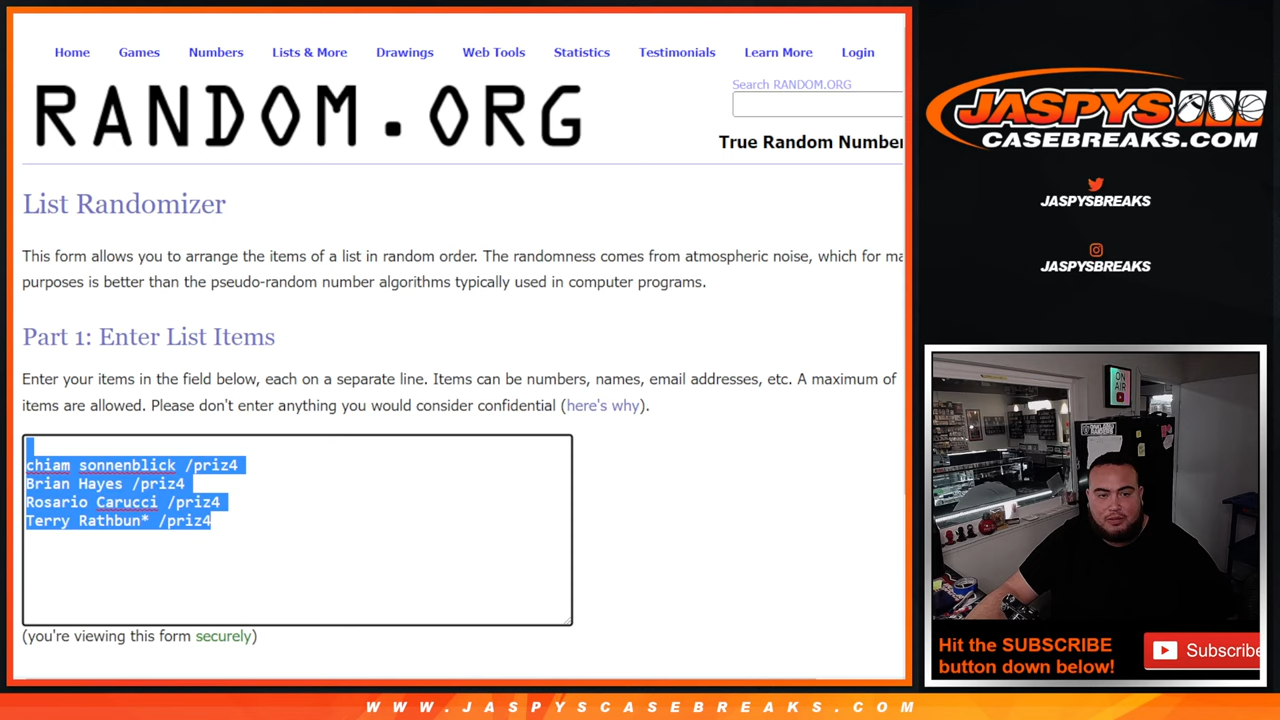 Home Games Numbers Lists & More Drawings Web Tools Statistics Testimonials Learn More Login
RANDOM.ORG
Search RANDOM.ORG
True Random Number
List Randomizer
This form allows you to arrange the items of a list in random order. The randomness comes from atmospheric noise, which for ma
purposes is better than the pseudo-random number algorithms typically used in computer programs.
Part 1: Enter List Items
Enter your items in the field below, each on a separate line. Items can be numbers, names, email addresses, etc. A maximum of
items are allowed. Please don't enter anything you would consider confidential (here's why).
chiam sonnenblick /priz4
Brian Hayes /priz4
Rosario Carucci /priz4
Terry Rathbun* /priz4
(you're viewing this form securely)
JASPYS
CASEBREAKS.COM
JASPYSBREAKS
JASPYSBREAKS
ON
AIR
Hit the SUBSCRIBE
button down below!
Subscribe
WWW.JASPYSCASEBREAKS.COM